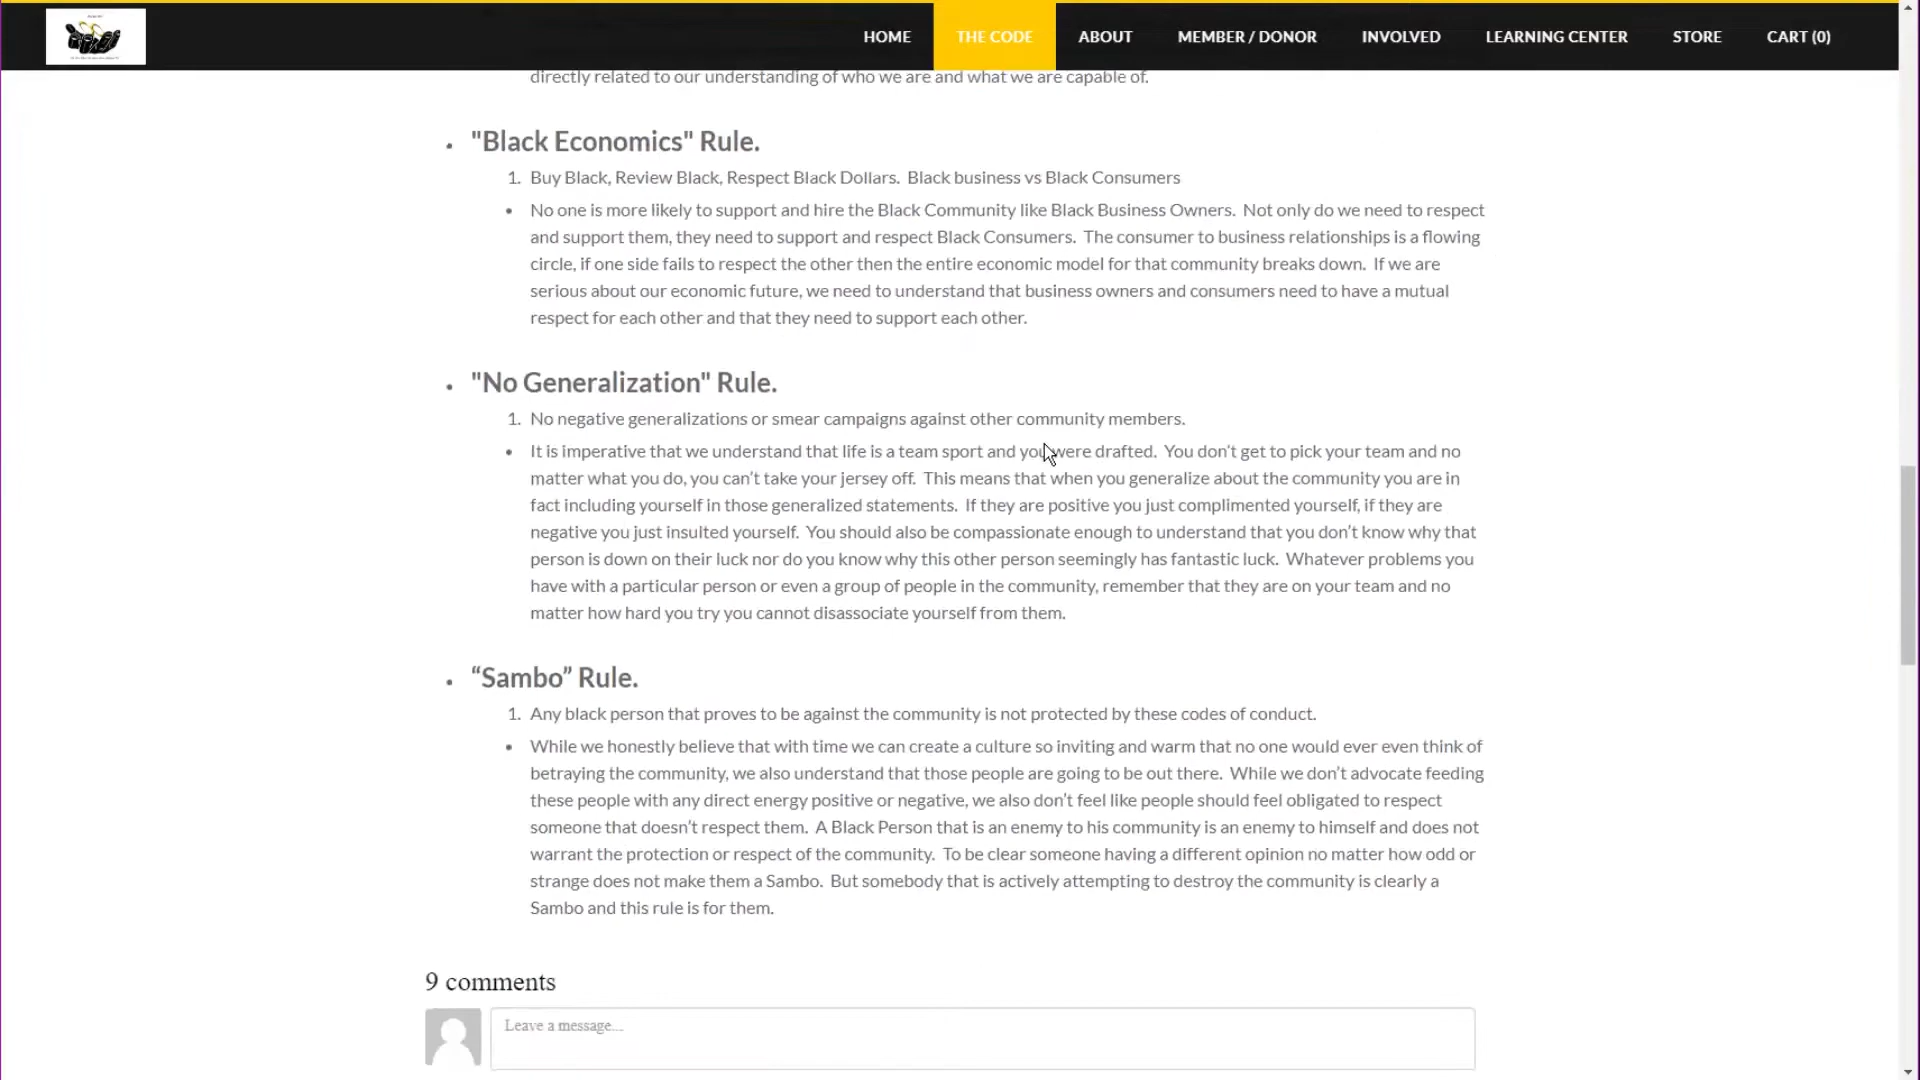 HOME THE CODE ABOUT MEMBER / DONOR INVOLVED LEARNING CENTER STORE CART (0)
directly related to our understanding of who we are and what we are capable of.
• "Black Economics" Rule.
1. Buy Black, Review Black, Respect Black Dollars. Black business vs Black Consumers
• No one is more likely to support and hire the Black Community like Black Business Owners. Not only do we need to respect
and support them, they need to support and respect Black Consumers. The consumer to business relationships is a flowing
circle, if one side fails to respect the other then the entire economic model for that community breaks down. If we are
serious about our economic future, we need to understand that business owners and consumers need to have a mutual
respect for each other and that they need to support each other.
• "No Generalization" Rule.
1. No negative generalizations or smear campaigns against other community members.
• It is imperative that we understand that life is a team sport and you were drafted. You don't get to pick your team and no
matter what you do, you can’t take your jersey off. This means that when you generalize about the community you are in
fact including yourself in those generalized statements. If they are positive you just complimented yourself, if they are
negative you just insulted yourself. You should also be compassionate enough to understand that you don’t know why that
person is down on their luck nor do you know why this other person seemingly has fantastic luck. Whatever problems you
have with a particular person or even a group of people in the community, remember that they are on your team and no
matter how hard you try you cannot disassociate yourself from them.
• “Sambo” Rule.
1. Any black person that proves to be against the community is not protected by these codes of conduct.
• While we honestly believe that with time we can create a culture so inviting and warm that no one would ever even think of
betraying the community, we also understand that those people are going to be out there. While we don’t advocate feeding
these people with any direct energy positive or negative, we also don’t feel like people should feel obligated to respect
someone that doesn’t respect them. A Black Person that is an enemy to his community is an enemy to himself and does not
warrant the protection or respect of the community. To be clear someone having a different opinion no matter how odd or
strange does not make them a Sambo. But somebody that is actively attempting to destroy the community is clearly a
Sambo and this rule is for them.
9 comments
Leave a message...